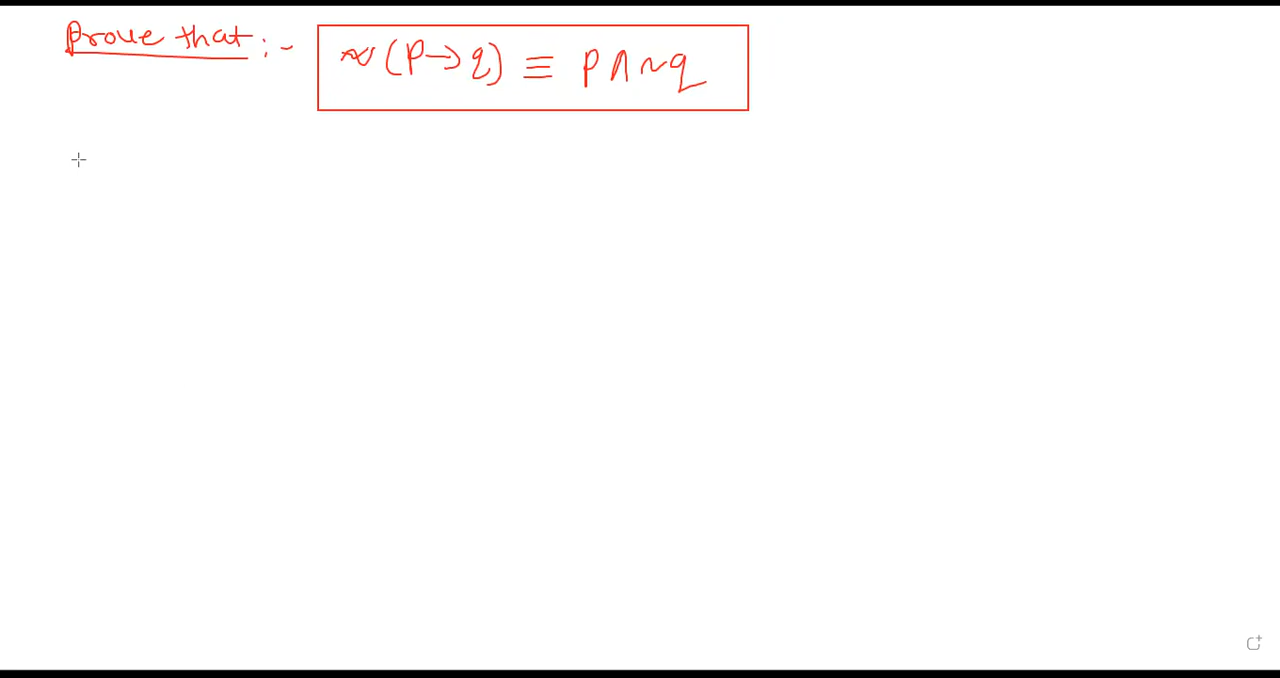 Prove that :- ~(P→q) ≡ P∧~q